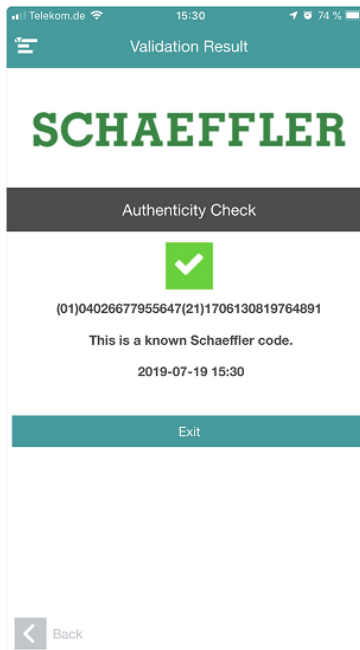 Telekom.de 15:30 74 %
Validation Result
SCHAEFFLER
Authenticity Check
(01)04026677955647(21)1706130819764891
This is a known Schaeffler code.
2019-07-19 15:30
Exit
Back